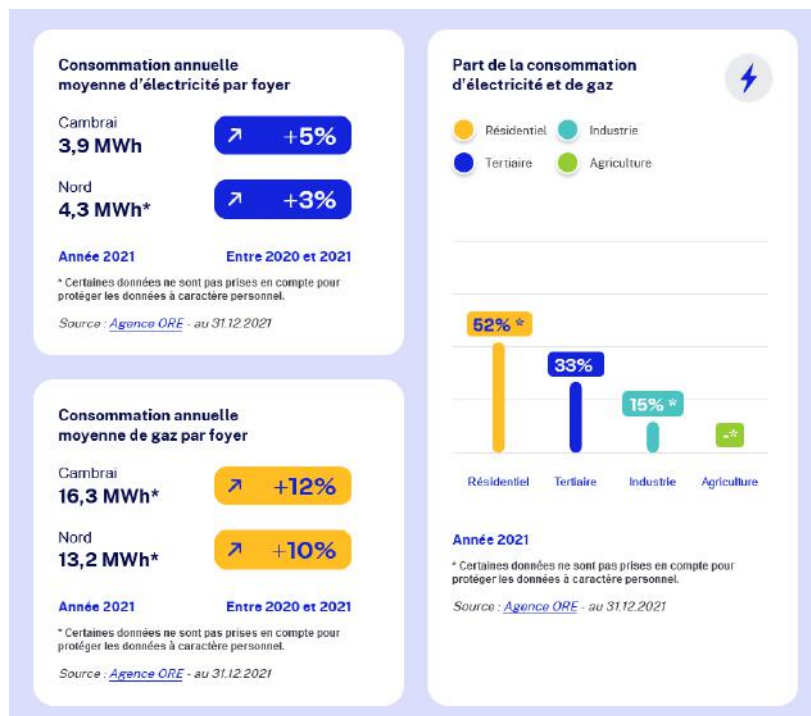 Consommation annuelle
moyenne d'électricité par foyer
Cambrai
3,9 MWh
+5%
Nord
4,3 MWh*
+3%
Année 2021
Entre 2020 et 2021
* Certaines données ne sont pas prises en compte pour
protéger les données à caractère personnel.
Source : Agence ORE - au 31.12.2021
Consommation annuelle
moyenne de gaz par foyer
Cambrai
16,3 MWh*
+12%
Nord
13,2 MWh*
+10%
Année 2021
Entre 2020 et 2021
* Certaines données ne sont pas prises en compte pour
protéger les données à caractère personnel.
Source : Agence ORE - au 31.12.2021
Part de la consommation
d'électricité et de gaz
Résidentiel
Industrie
Tertiaire
Agriculture
52% *
33%
15% *
-*
Résidentiel
Tertiaire
Industrie
Agriculture
Année 2021
* Certaines données ne sont pas prises en compte pour
protéger les données à caractère personnel.
Source : Agence ORE - au 31.12.2021